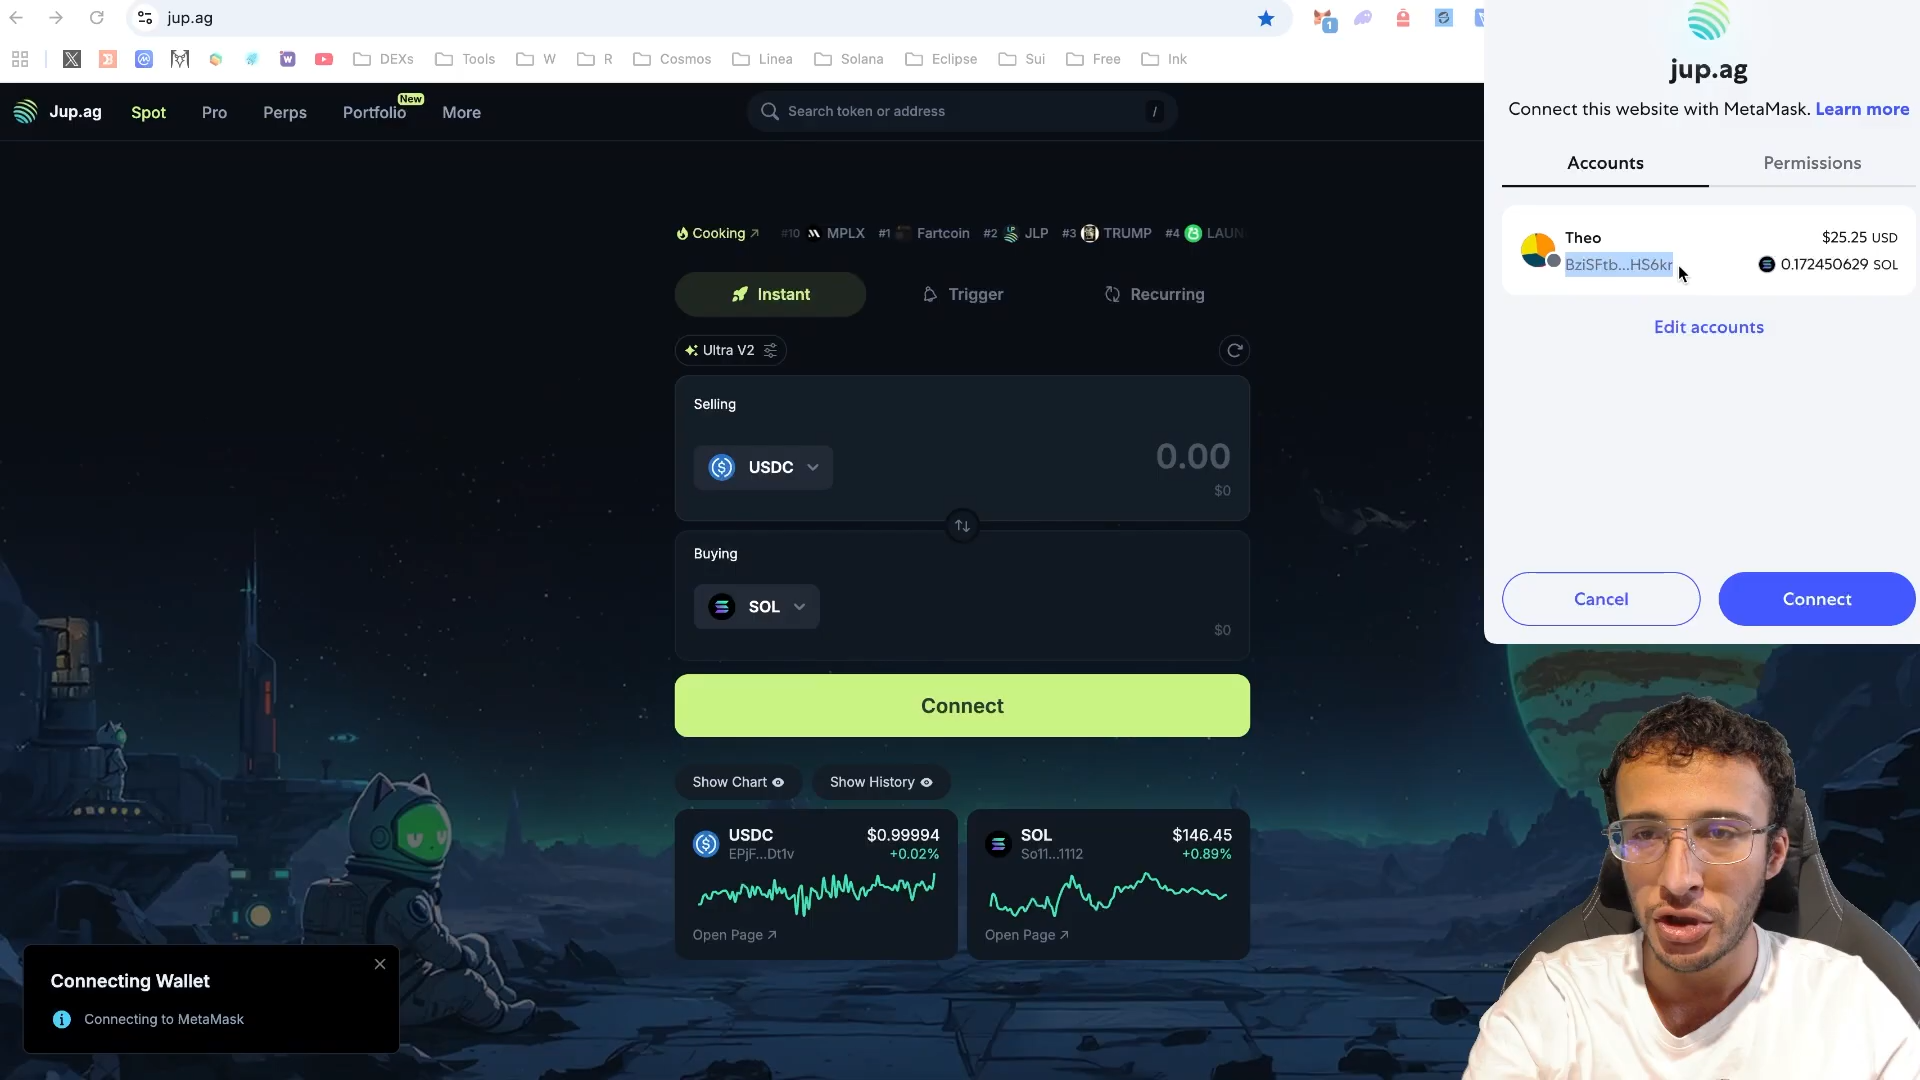 jup.ag
1
DEXs
Tools
W
R
Cosmos
Linea
Solana
Eclipse
Sui
Free
Ink
Jup.ag
Spot
Pro
Perps
Portfolio
New
More
Search token or address
/
Cooking
#10 MPLX
#1 Fartcoin
#2 JLP
#3 TRUMP
#4 LAUN
Instant
Trigger
Recurring
Ultra V2
Selling
USDC
0.00
$0
Buying
SOL
$0
Connect
Show Chart
Show History
USDC
$0.99994
EPjF...Dt1v
+0.02%
Open Page
SOL
$146.45
So11...1112
+0.89%
Open Page
Connecting Wallet
Connecting to MetaMask
jup.ag
Connect this website with MetaMask. Learn more
Accounts
Permissions
Theo
$25.25 USD
BziSFtb...HS6kr
0.172450629 SOL
Edit accounts
Cancel
Connect